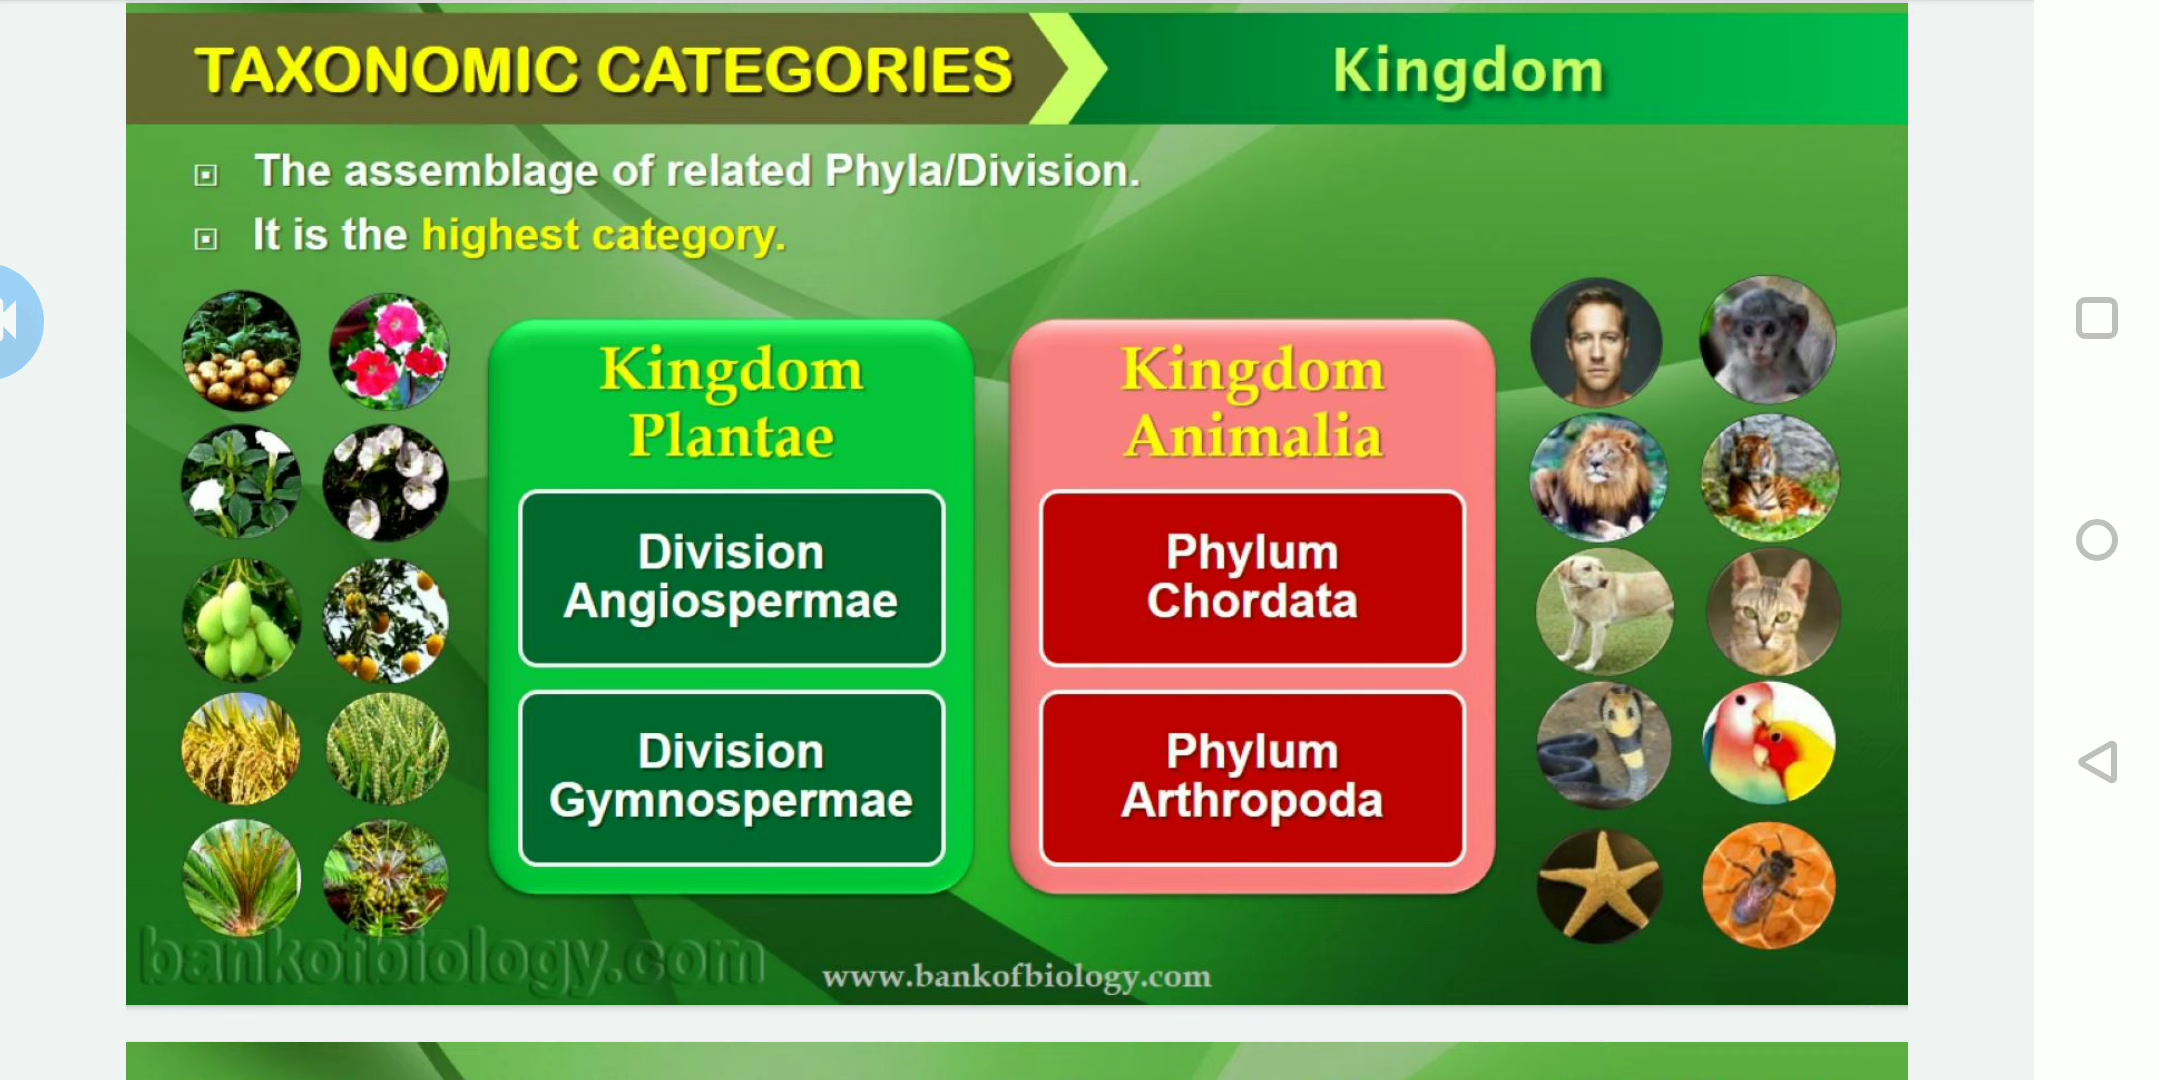 TAXONOMIC CATEGORIES
Kingdom
The assemblage of related Phyla/Division.
It is the highest category.
Kingdom
Plantae
Division
Angiospermae
Division
Gymnospermae
Kingdom
Animalia
Phylum
Chordata
Phylum
Arthropoda
bankofbiology.com
www.bankofbiology.com